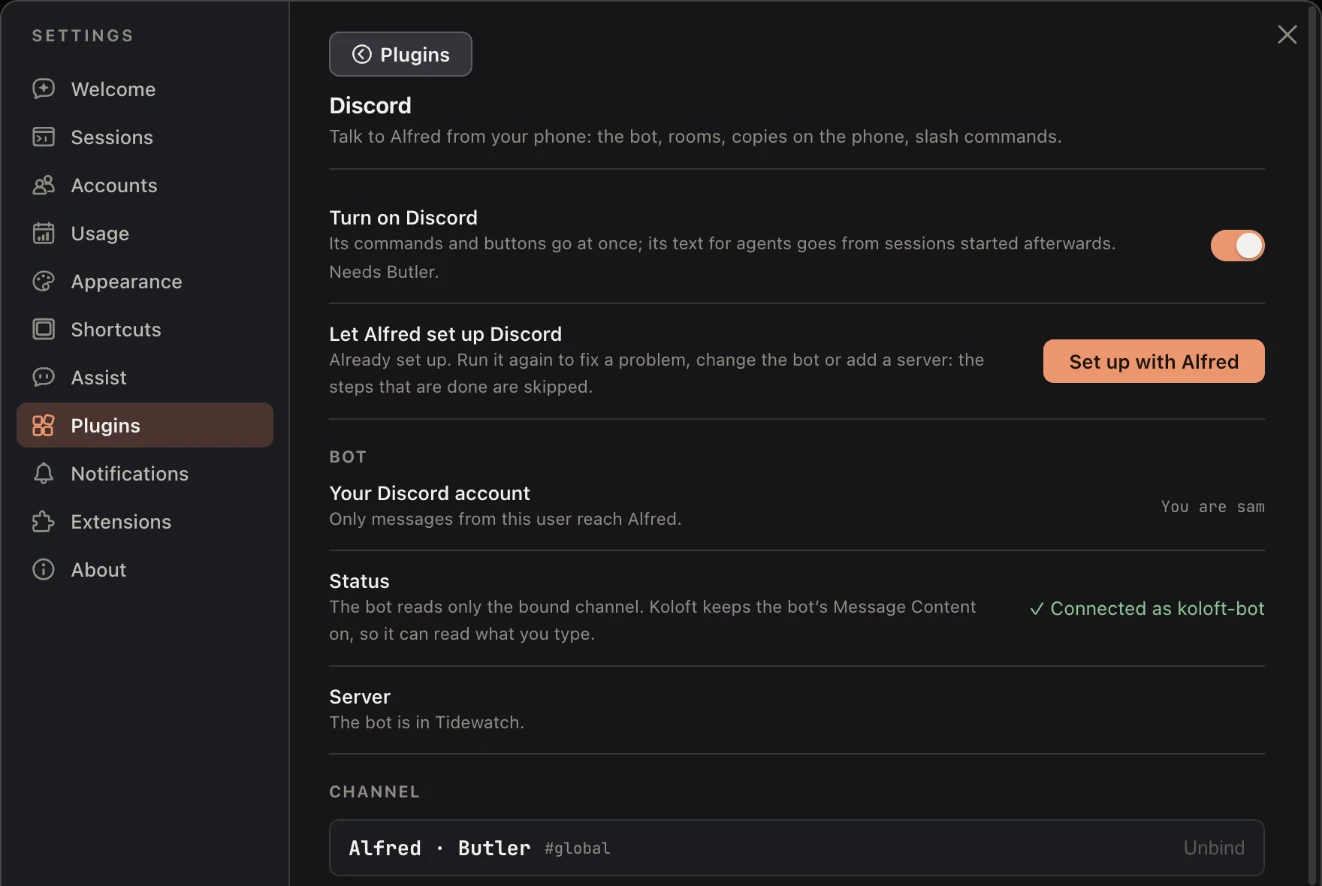 SETTINGS
Welcome
Sessions
Accounts
Usage
Appearance
Shortcuts
Assist
Plugins
Notifications
Extensions
About
Plugins
Discord
Talk to Alfred from your phone: the bot, rooms, copies on the phone, slash commands.
Turn on Discord
Its commands and buttons go at once; its text for agents goes from sessions started afterwards.
Needs Butler.
Let Alfred set up Discord
Already set up. Run it again to fix a problem, change the bot or add a server: the
steps that are done are skipped.
Set up with Alfred
BOT
Your Discord account
Only messages from this user reach Alfred.
You are sam
Status
The bot reads only the bound channel. Koloft keeps the bot’s Message Content
on, so it can read what you type.
✓ Connected as koloft-bot
Server
The bot is in Tidewatch.
CHANNEL
Alfred · Butler #global
Unbind